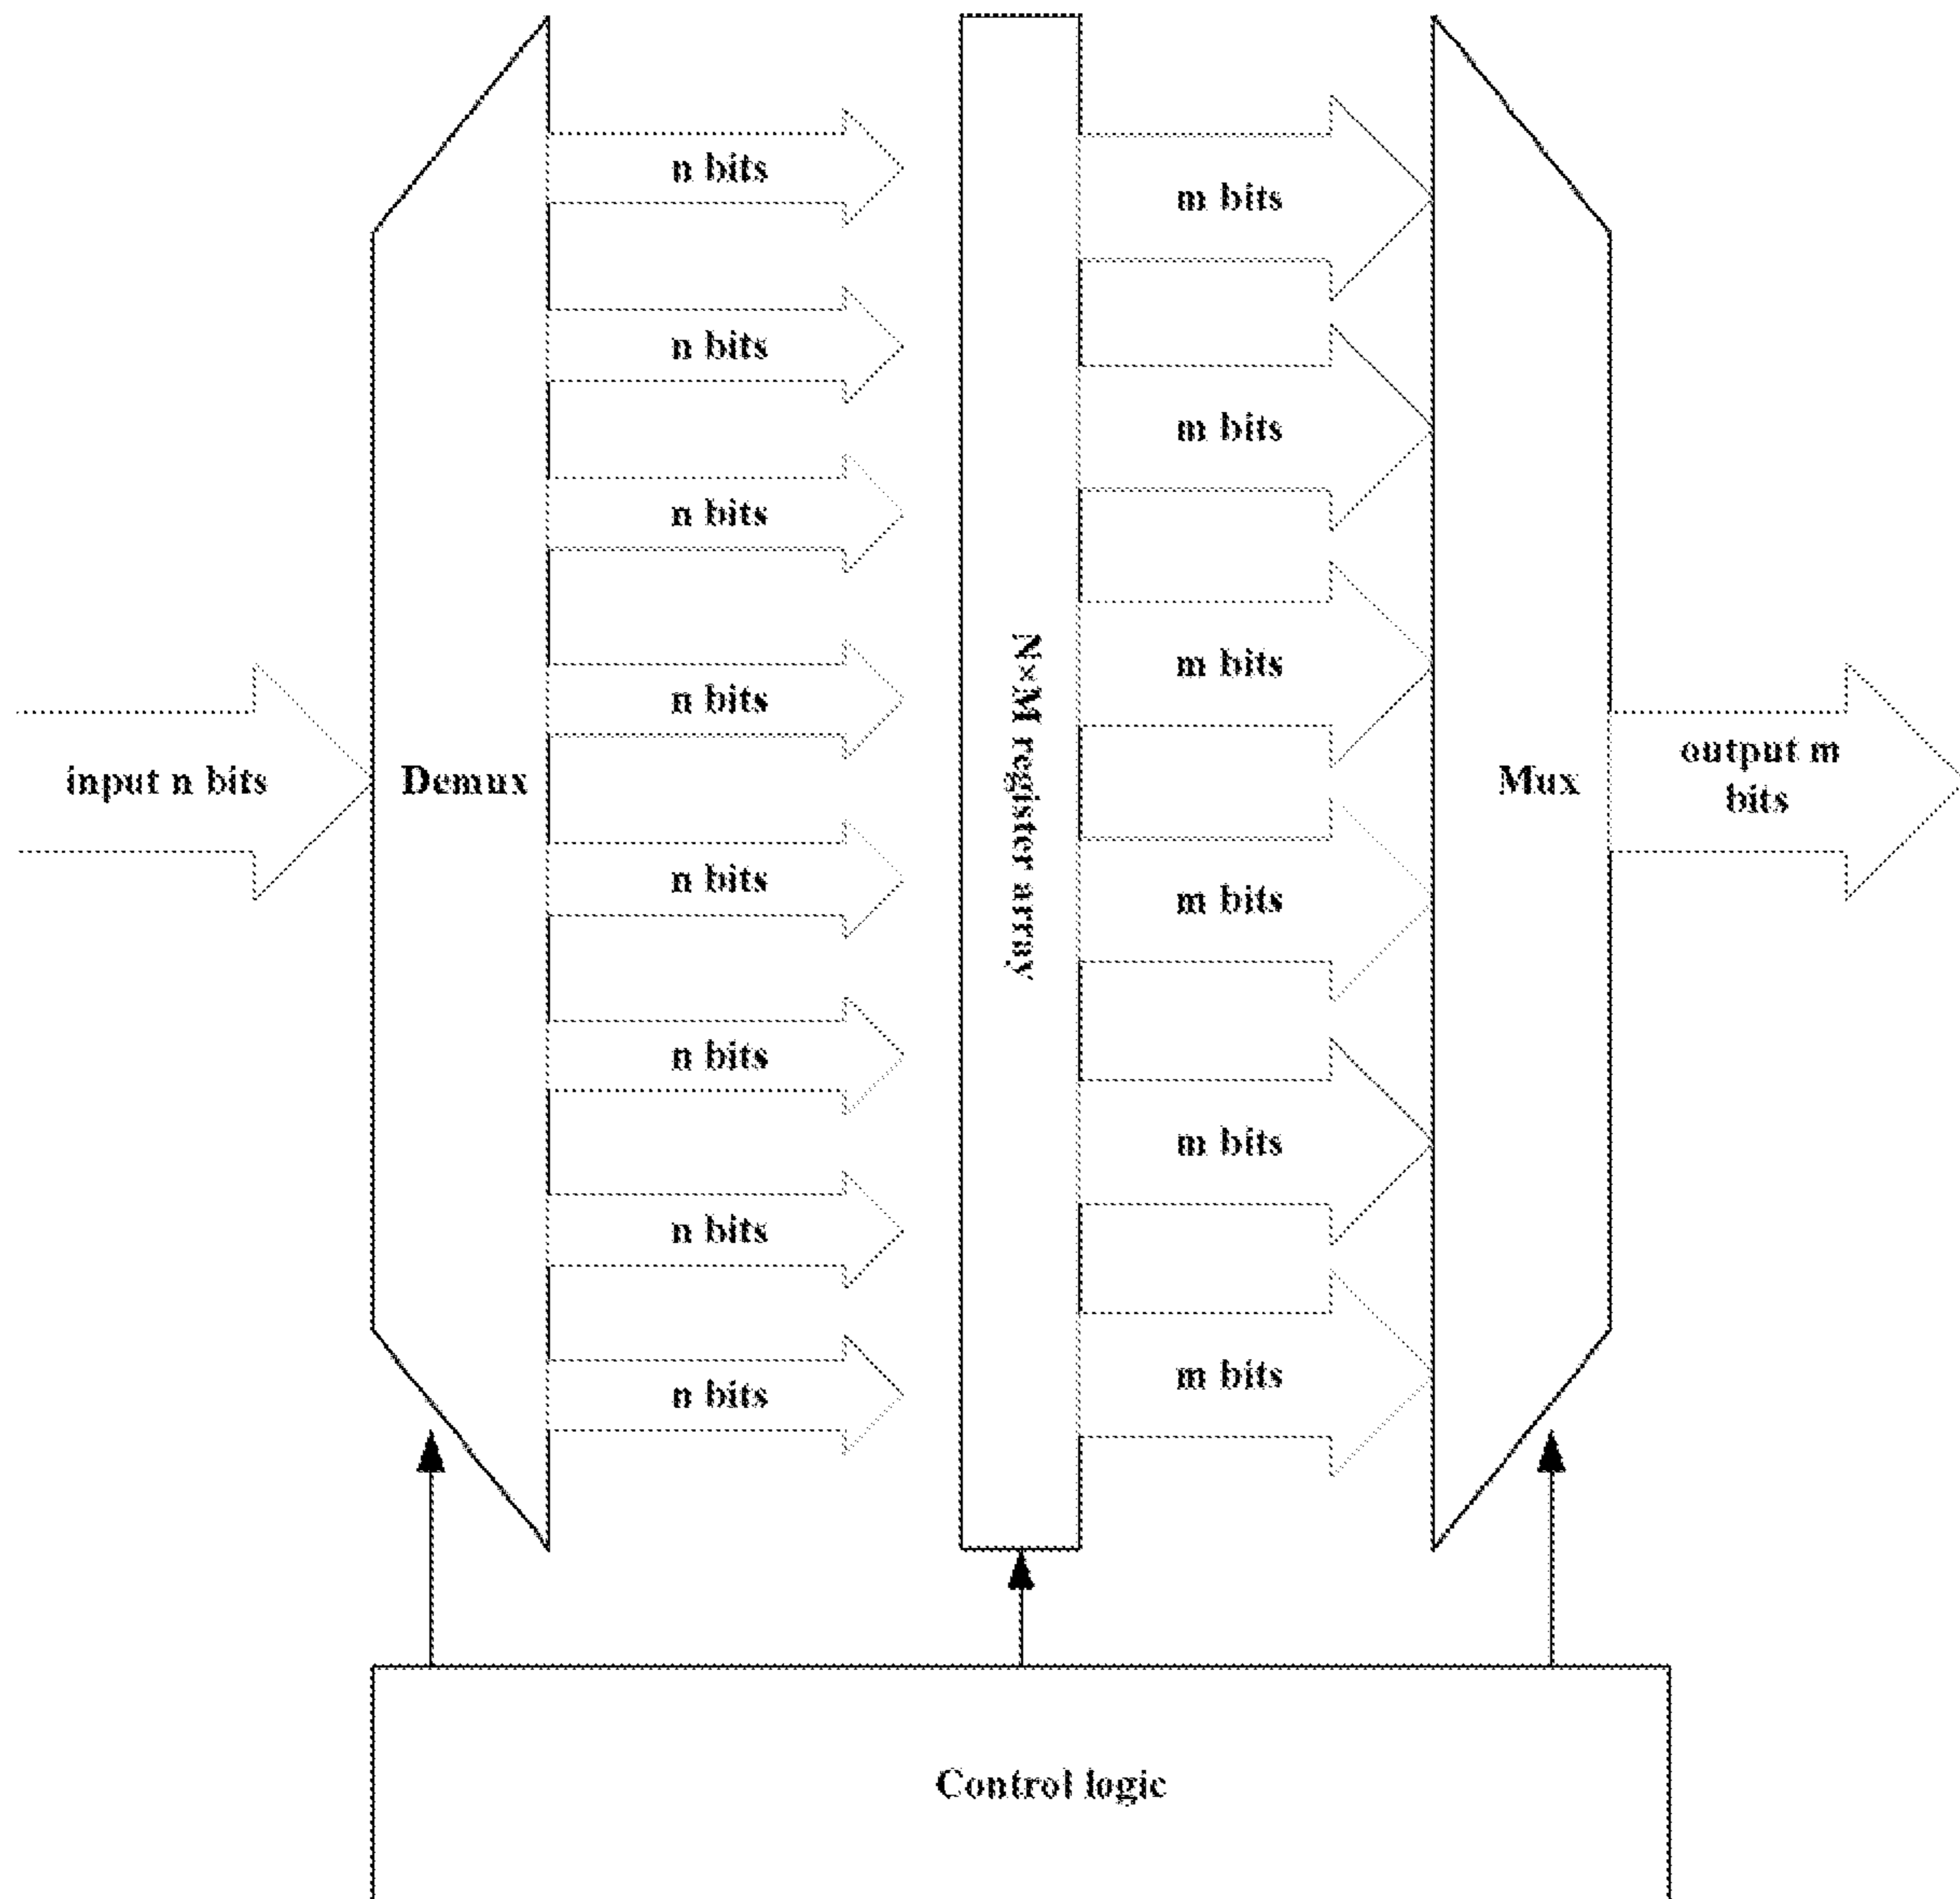 input n bits
Demux
n bits
n bits
n bits
n bits
n bits
n bits
n bits
n bits
N×M register array
m bits
m bits
m bits
m bits
m bits
m bits
Mux
output m
bits
Control logic